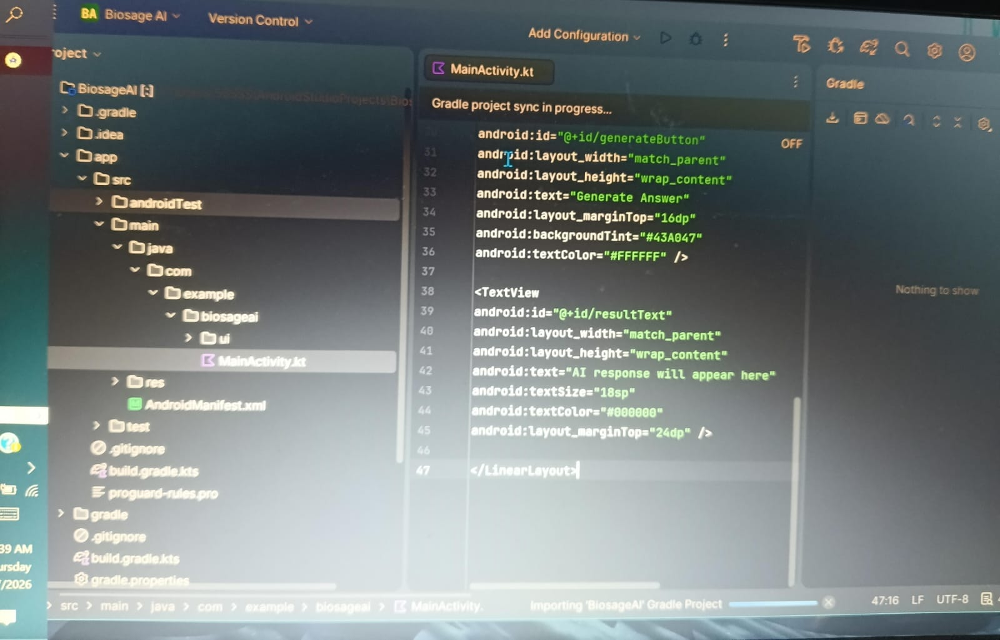 BA Biosage AI
Version Control
Add Configuration
roject
MainActivity.kt
Gradle
BiosageAI [:]
Gradle project sync in progress...
.gradle
.idea
app
src
androidTest
main
java
com
example
biosageai
ui
MainActivity.kt
res
AndroidManifest.xml
test
.gitignore
build.gradle.kts
proguard-rules.pro
gradle
.gitignore
build.gradle.kts
gradle.properties
android:id="@+id/generateButton"
OFF
31 android:layout_width="match_parent"
32 android:layout_height="wrap_content"
33 android:text="Generate Answer"
34 android:layout_marginTop="16dp"
35 android:backgroundTint="#43A047"
36 android:textColor="#FFFFFF" />
37
38 <TextView
39 android:id="@+id/resultText"
40 android:layout_width="match_parent"
41 android:layout_height="wrap_content"
42 android:text="AI response will appear here"
43 android:textSize="18sp"
44 android:textColor="#000000"
45 android:layout_marginTop="24dp" />
46
47 </LinearLayout>
Nothing to show
39 AM
ursday
/2026
src > main > java > com > example > biosageai > MainActivity.
Importing 'BiosageAI' Gradle Project
47:16 LF UTF-8